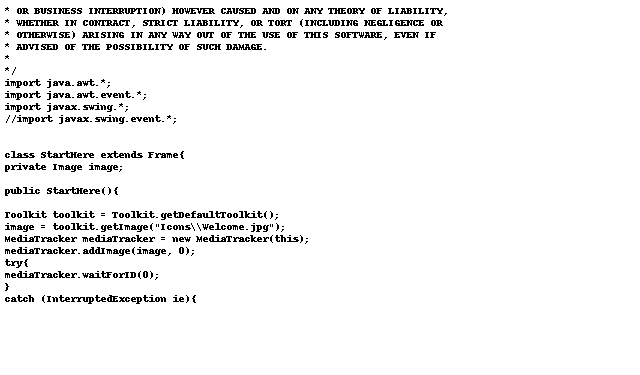 * OR BUSINESS INTERRUPTION) HOWEVER CAUSED AND ON ANY THEORY OF LIABILITY,
* WHETHER IN CONTRACT, STRICT LIABILITY, OR TORT (INCLUDING NEGLIGENCE OR
* OTHERWISE) ARISING IN ANY WAY OUT OF THE USE OF THIS SOFTWARE, EVEN IF
* ADVISED OF THE POSSIBILITY OF SUCH DAMAGE.
*
*/
import java.awt.*;
import java.awt.event.*;
import javax.swing.*;
//import javax.swing.event.*;
class StartHere extends Frame{
private Image image;
public StartHere(){
Toolkit toolkit = Toolkit.getDefaultToolkit();
image = toolkit.getImage("Icons\\Welcome.jpg");
MediaTracker mediaTracker = new MediaTracker(this);
mediaTracker.addImage(image, 0);
try{
mediaTracker.waitForID(0);
}
catch (InterruptedException ie){